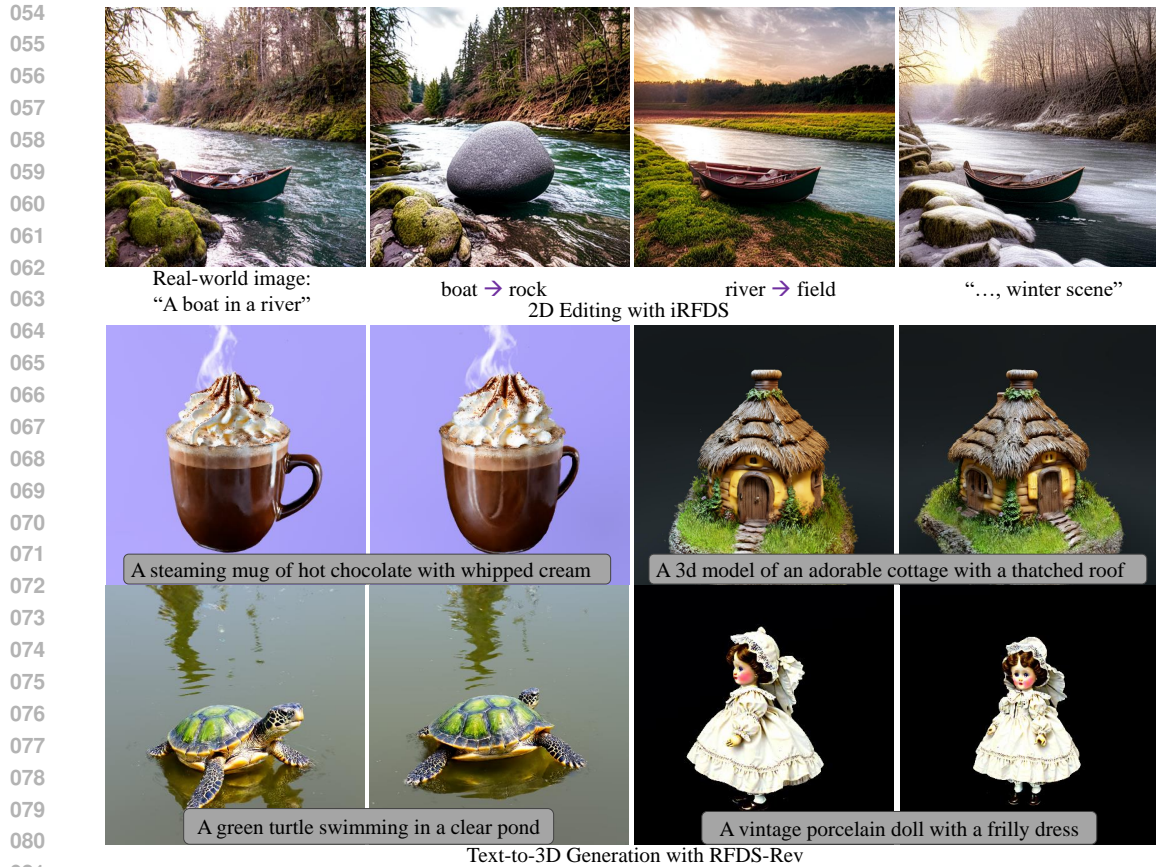 054
055
056
057
058
059
060
061
062
063
064
065
066
067
068
069
070
071
072
073
074
075
076
077
078
079
080
Real-world image:
“A boat in a river”
boat → rock
river → field
“…, winter scene”
2D Editing with iRFDS
A steaming mug of hot chocolate with whipped cream
A 3d model of an adorable cottage with a thatched roof
A green turtle swimming in a clear pond
A vintage porcelain doll with a frilly dress
Text-to-3D Generation with RFDS-Rev